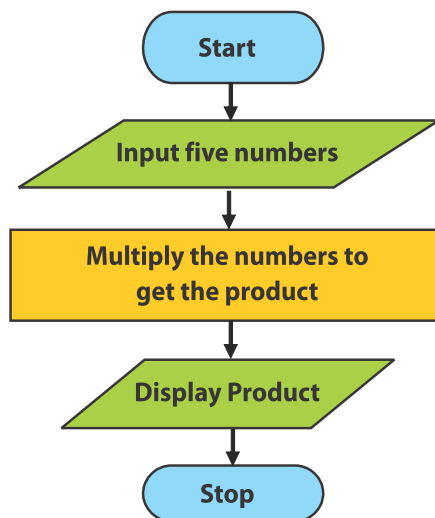 Start
Input five numbers
Multiply the numbers to
get the product
Display Product
Stop